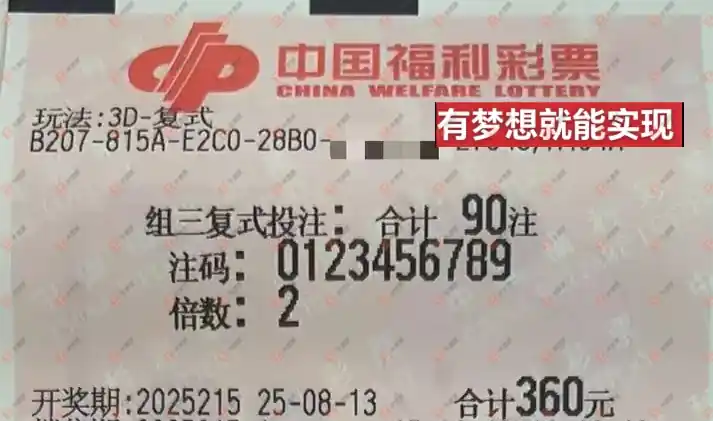 中国福利彩票
CHINA WELFARE LOTTERY
玩法:3D-复式
有梦想就能实现
B207-815A-E2C0-28B0-
组三复式投注: 合计 90注
注码: 0123456789
倍数: 2
开奖期:2025215 25-08-13 合计360元